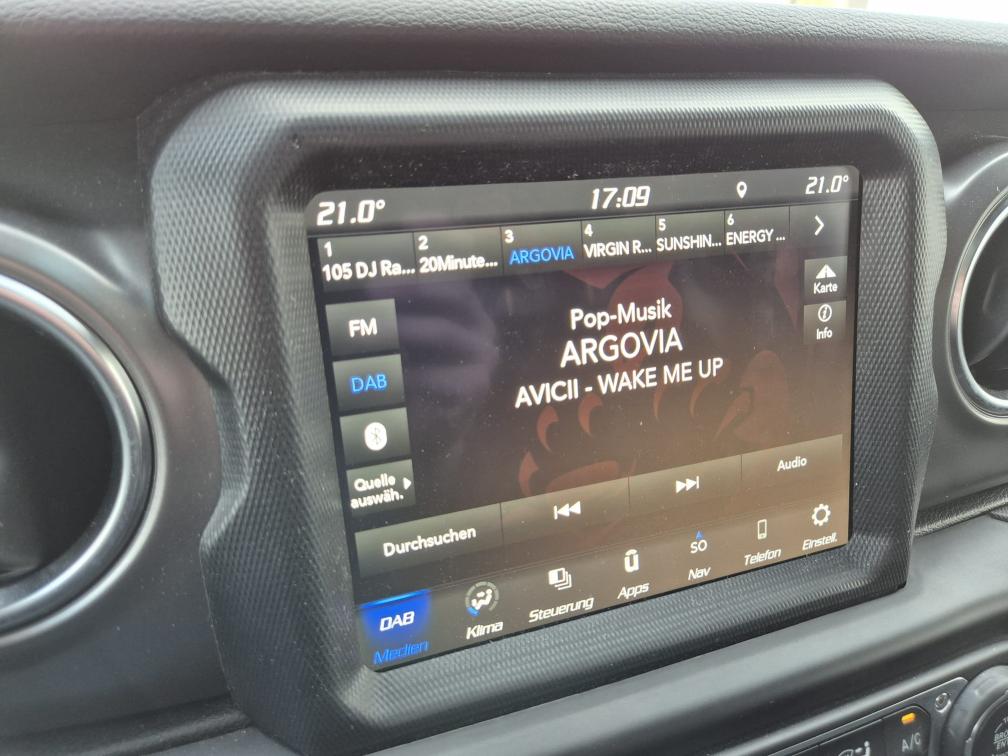 21.0°
17:09
21.0°
1
105 DJ Ra...
2
20Minute...
3
ARGOVIA
4
VIRGIN R...
5
SUNSHIN...
6
ENERGY ...
Karte
Info
FM
DAB
Quelle
auswäh.
Pop-Musik
ARGOVIA
AVICII - WAKE ME UP
Durchsuchen
Audio
DAB
Medien
Klima
Steuerung
Apps
SO
Nav
Telefon
Einstell.
A/C